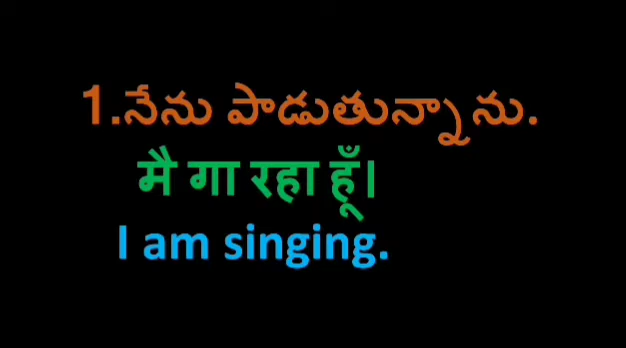 1.నేను పాడుతున్నాను.
मै गा रहा हूँ।
I am singing.